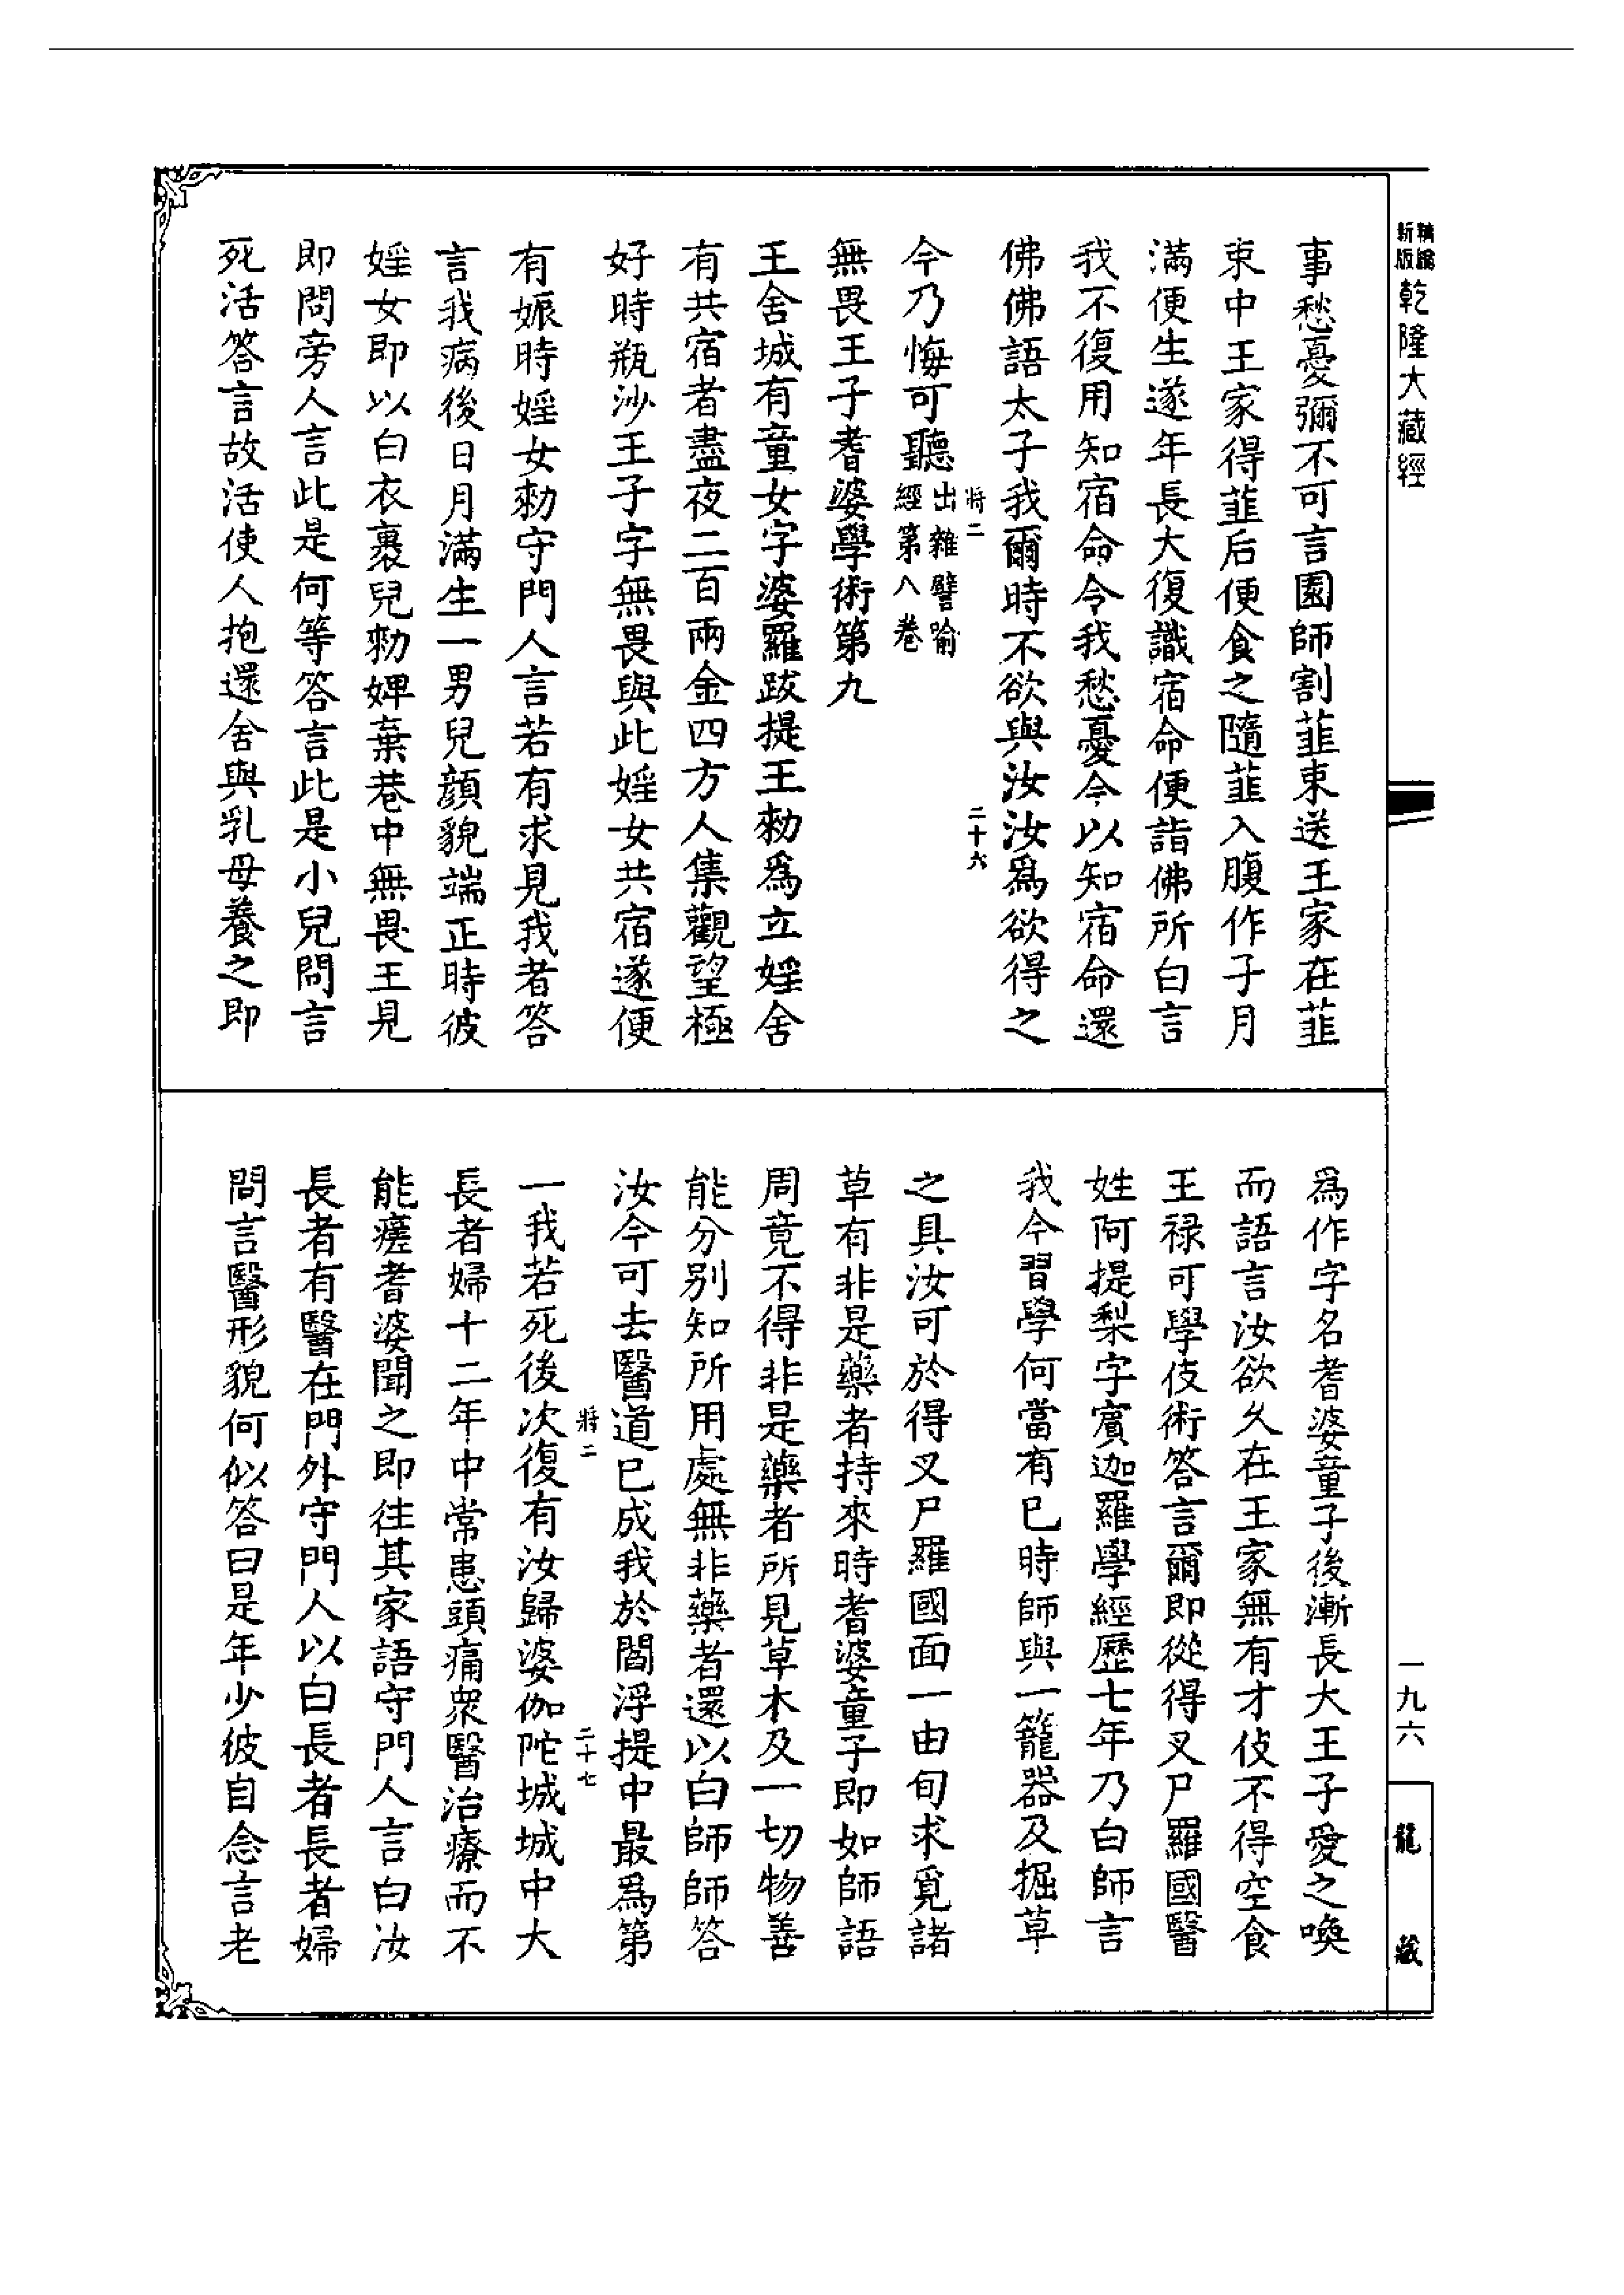 精編
新版
乾隆大藏經
事愁憂彌不可言園師割韮束送王家在韮
束中王家得韮后便食之隨韮入腹作子月
滿便生遂年長大復識宿命便詣佛所白言
我不復用知宿命令我愁憂今以知宿命還
佛佛語太子我爾時不欲與汝汝爲欲得之
將二
二十六
今乃悔可聽出雜譬喻
經第八卷
無畏王子耆婆學術第九
王舍城有童女字婆羅跋提王勑爲立婬舍
有共宿者盡夜二百兩金四方人集觀望極
好時瓶沙王子字無畏與此婬女共宿遂便
有娠時婬女勑守門人言若有求見我者答
言我病後日月滿生一男兒顏貌端正時彼
婬女即以白衣裹兒勑婢棄巷中無畏王見
即問旁人言此是何等答言此是小兒問言
死活答言故活使人抱還舍與乳母養之即
爲作字名耆婆童子後漸長大王子愛之喚
而語言汝欲久在王家無有才伎不得空食
王祿可學伎術答言爾即從得叉尸羅國醫
姓阿提梨字賓迦羅學經歷七年乃白師言
我今習學何當有已時師與一籠器及掘草
之具汝可於得叉尸羅國面一由旬求覓諸
草有非是藥者持來時耆婆童子即如師語
周竟不得非是藥者所見草木及一切物善
能分別知所用處無非藥者還以白師師答
汝今可去醫道已成我於閻浮提中最爲第
將二
二十七
一我若死後次復有汝歸婆伽陀城城中大
長者婦十二年中常患頭痛衆醫治療而不
能瘥耆婆聞之即往其家語守門人言白汝
長者有醫在門外守門人以白長者長者婦
問言醫形貌何似答曰是年少彼自念言老
一九六
龍藏